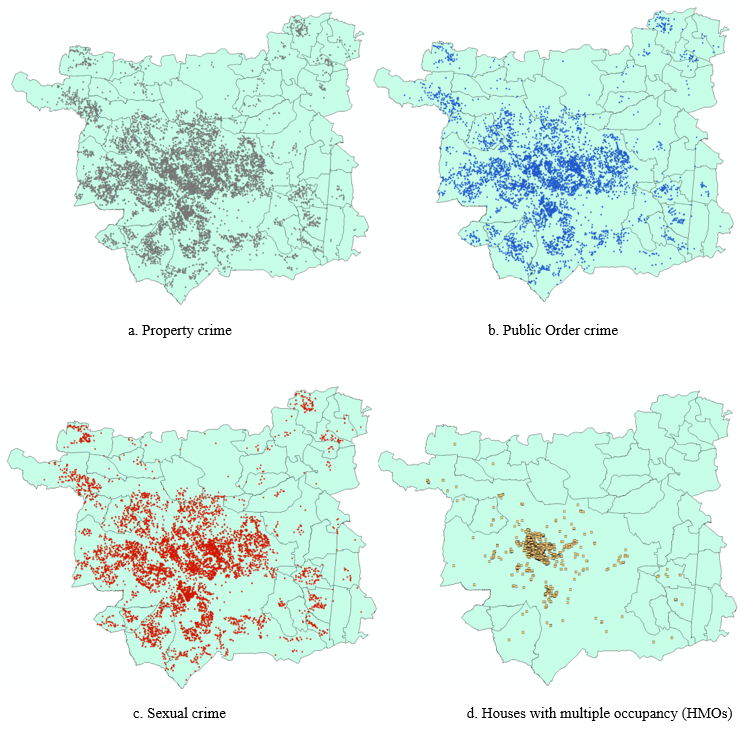 a. Property crime
b. Public Order crime
c. Sexual crime
d. Houses with multiple occupancy (HMOs)